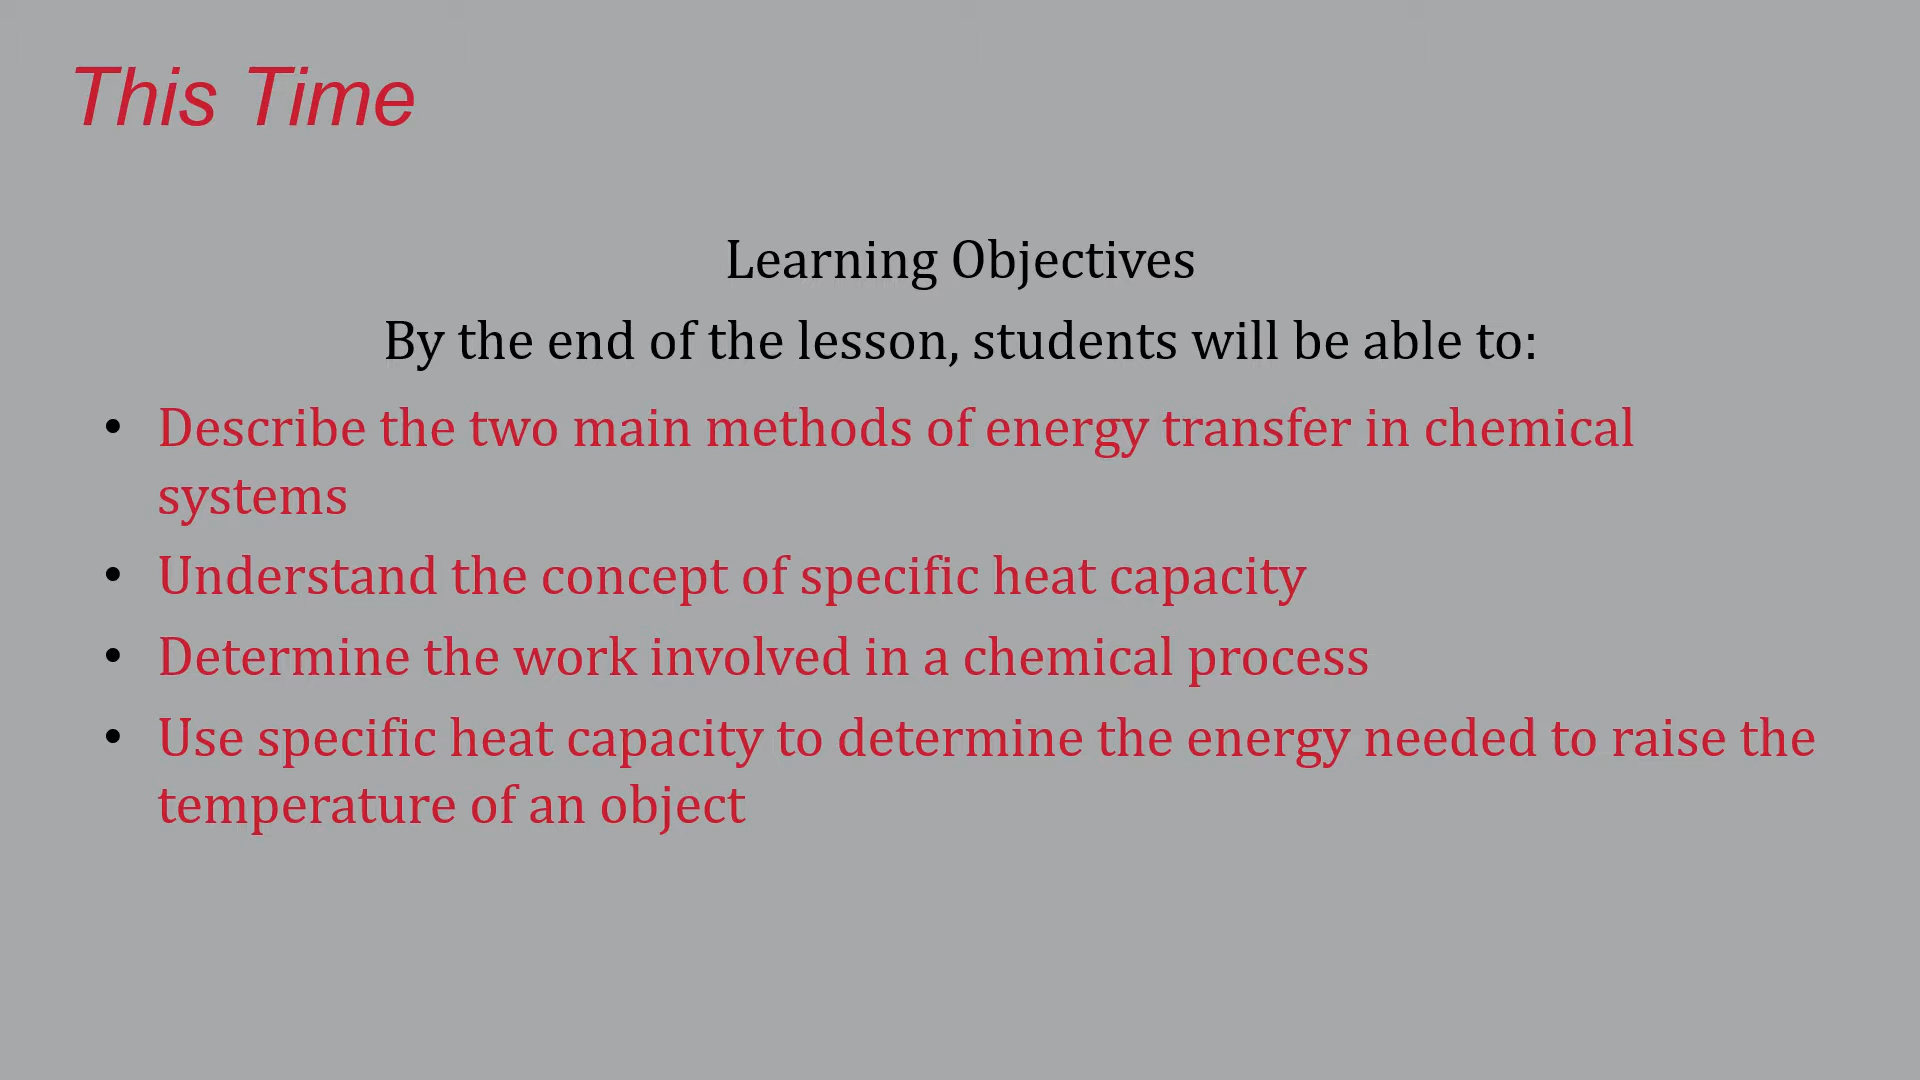 This Time
Learning Objectives
By the end of the lesson, students will be able to:
• Describe the two main methods of energy transfer in chemical
systems
• Understand the concept of specific heat capacity
• Determine the work involved in a chemical process
• Use specific heat capacity to determine the energy needed to raise the
temperature of an object